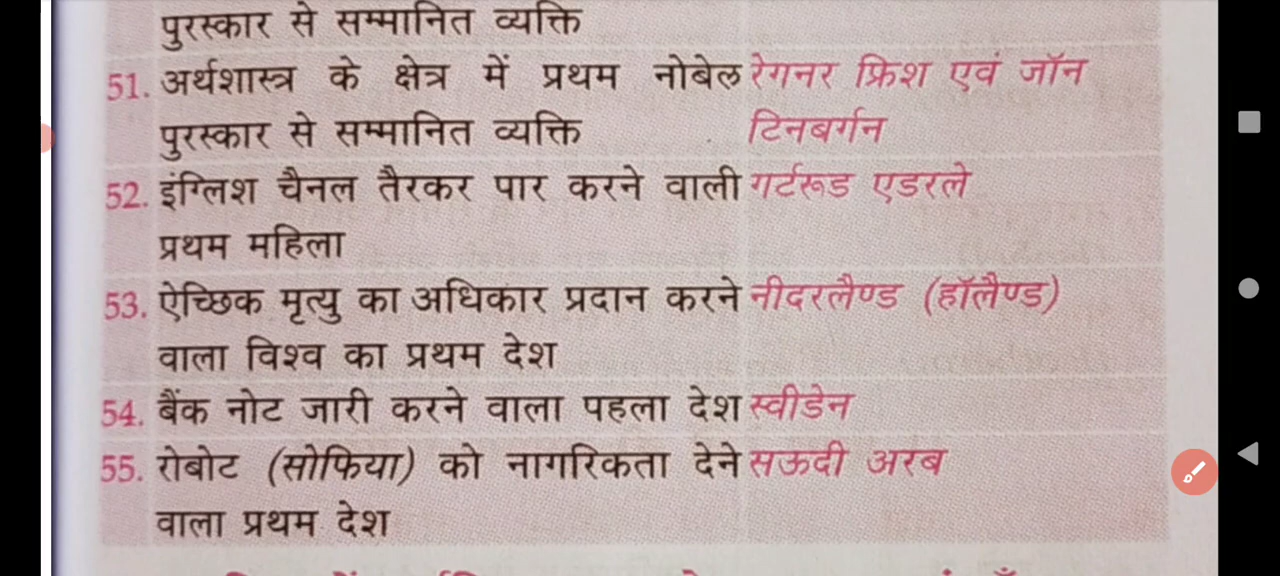 पुरस्कार से सम्मानित व्यक्ति
51. अर्थशास्त्र के क्षेत्र में प्रथम नोबेल रेगनर फ्रिश एवं जॉन
पुरस्कार से सम्मानित व्यक्ति टिनबर्गन
52. इंग्लिश चैनल तैरकर पार करने वाली गर्टरूड एडरले
प्रथम महिला
53. ऐच्छिक मृत्यु का अधिकार प्रदान करने नीदरलैण्ड (हॉलैण्ड)
वाला विश्व का प्रथम देश
54. बैंक नोट जारी करने वाला पहला देश स्वीडेन
55. रोबोट (सोफिया) को नागरिकता देने सऊदी अरब
वाला प्रथम देश